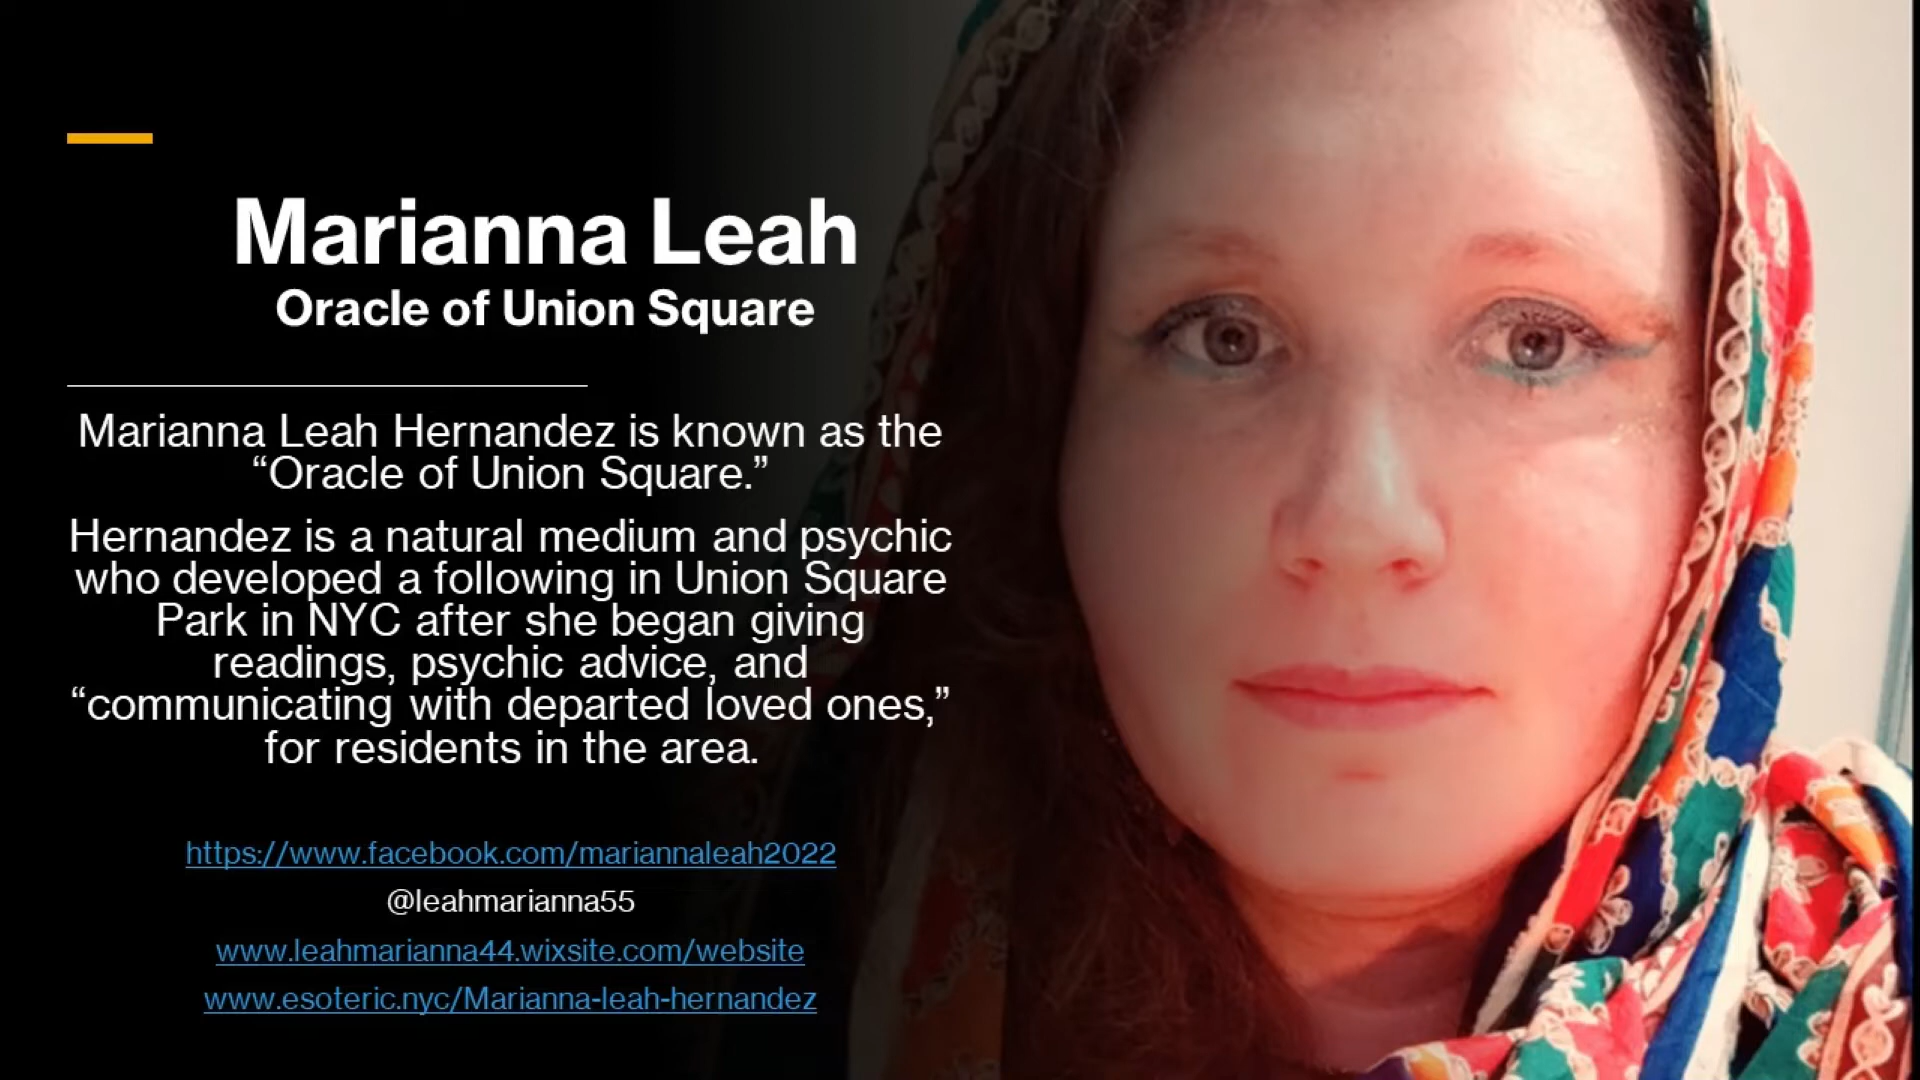 Marianna Leah
Oracle of Union Square
Marianna Leah Hernandez is known as the
“Oracle of Union Square.”
Hernandez is a natural medium and psychic
who developed a following in Union Square
Park in NYC after she began giving
readings, psychic advice, and
“communicating with departed loved ones,”
for residents in the area.
https://www.facebook.com/mariannaleah2022
@leahmarianna55
www.leahmarianna44.wixsite.com/website
www.esoteric.nyc/Marianna-leah-hernandez